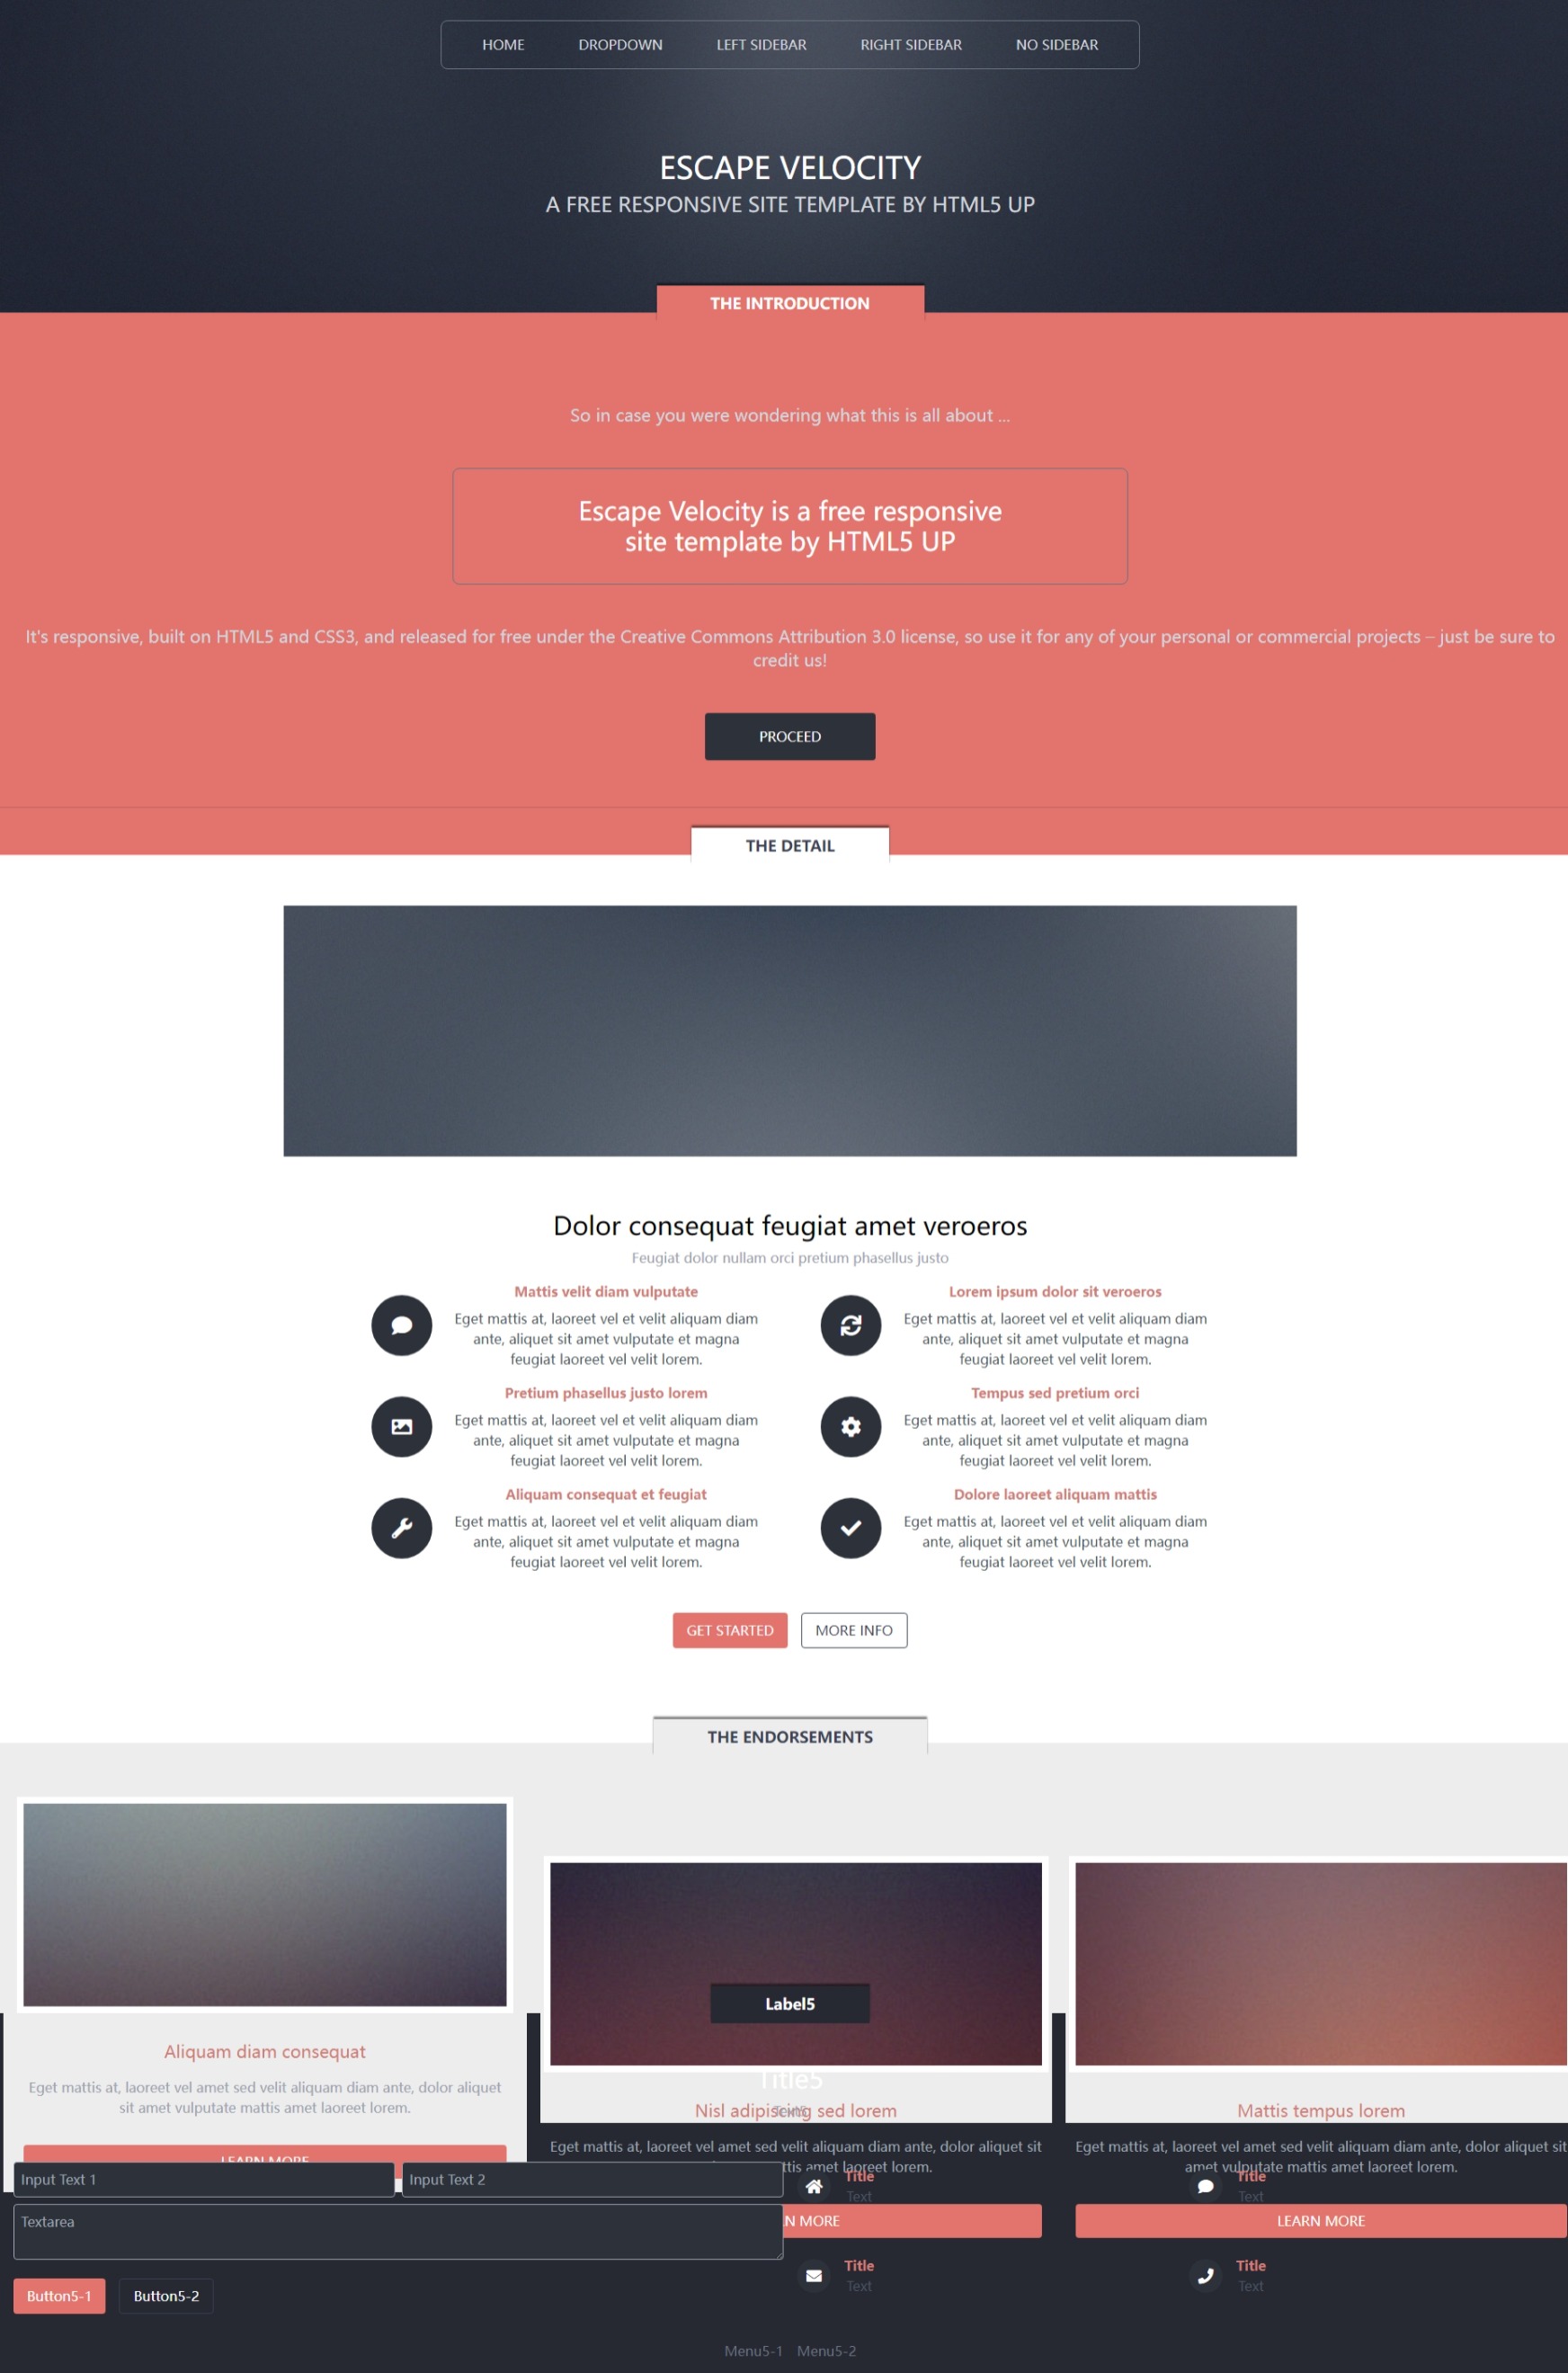 HOME DROPDOWN LEFT SIDEBAR RIGHT SIDEBAR NO SIDEBAR
ESCAPE VELOCITY
A FREE RESPONSIVE SITE TEMPLATE BY HTML5 UP
THE INTRODUCTION
So in case you were wondering what this is all about ...
Escape Velocity is a free responsive
site template by HTML5 UP
It's responsive, built on HTML5 and CSS3, and released for free under the Creative Commons Attribution 3.0 license, so use it for any of your personal or commercial projects – just be sure to
credit us!
PROCEED
THE DETAIL
Dolor consequat feugiat amet veroeros
Feugiat dolor nullam orci pretium phasellus justo
Mattis velit diam vulputate
Eget mattis at, laoreet vel et velit aliquam diam
ante, aliquet sit amet vulputate et magna
feugiat laoreet vel velit lorem.
Lorem ipsum dolor sit veroeros
Eget mattis at, laoreet vel et velit aliquam diam
ante, aliquet sit amet vulputate et magna
feugiat laoreet vel velit lorem.
Pretium phasellus justo lorem
Eget mattis at, laoreet vel et velit aliquam diam
ante, aliquet sit amet vulputate et magna
feugiat laoreet vel velit lorem.
Tempus sed pretium orci
Eget mattis at, laoreet vel et velit aliquam diam
ante, aliquet sit amet vulputate et magna
feugiat laoreet vel velit lorem.
Aliquam consequat et feugiat
Eget mattis at, laoreet vel et velit aliquam diam
ante, aliquet sit amet vulputate et magna
feugiat laoreet vel velit lorem.
Dolore laoreet aliquam mattis
Eget mattis at, laoreet vel et velit aliquam diam
ante, aliquet sit amet vulputate et magna
feugiat laoreet vel velit lorem.
GET STARTED MORE INFO
THE ENDORSEMENTS
Aliquam diam consequat
Eget mattis at, laoreet vel amet sed velit aliquam diam ante, dolor aliquet
sit amet vulputate mattis amet laoreet lorem.
LEARN MORE
Label5
Title5
Nisl adipiscing sed lorem
Eget mattis at, laoreet vel amet sed velit aliquam diam ante, dolor aliquet sit
amet laoreet lorem.
MORE
Mattis tempus lorem
Eget mattis at, laoreet vel amet sed velit aliquam diam ante, dolor aliquet sit
amet vulputate mattis amet laoreet lorem.
LEARN MORE
Input Text 1 Input Text 2
Textarea
Button5-1 Button5-2
Title
Text
Title
Text
Title
Text
Title
Text
Menu5-1 Menu5-2